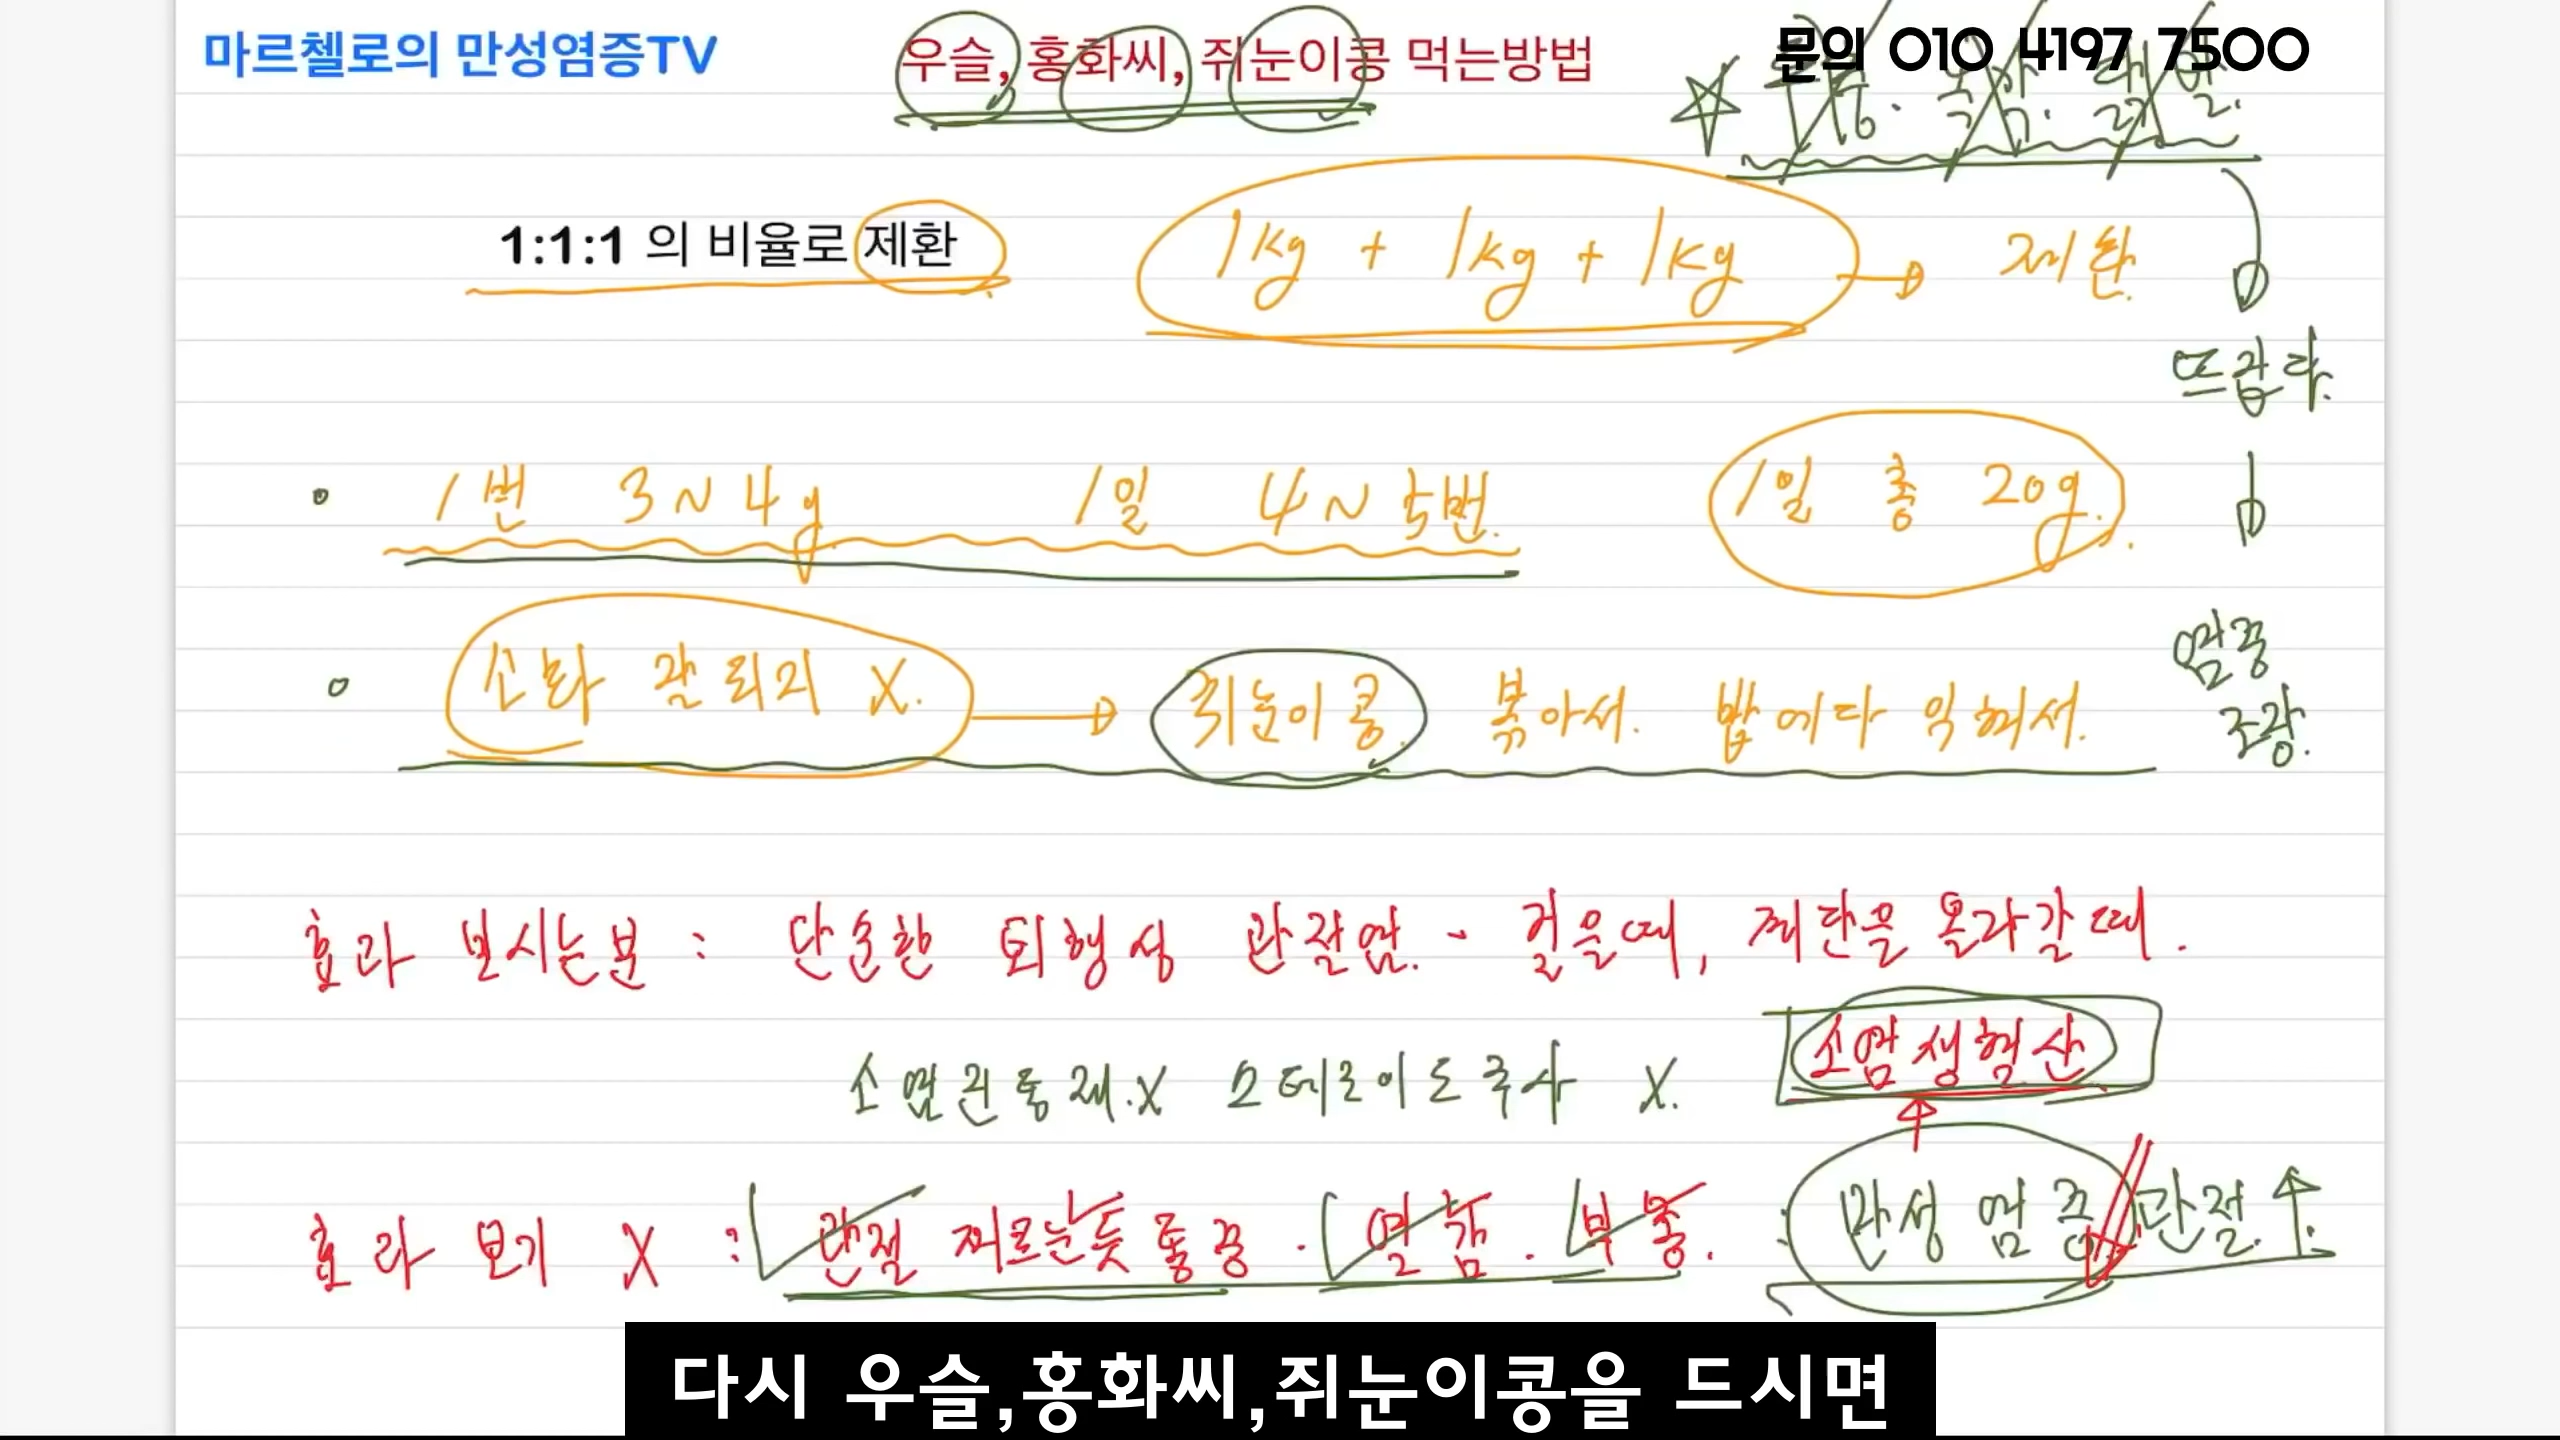 마르첼로의 만성염증TV 우슬, 홍화씨, 쥐눈이콩 먹는방법 문의 010 4197 7500
1:1:1 의 비율로 제환 1kg + 1kg + 1kg → 제환.
뜨겁다.
1번 3~4g 1일 4~5번. 1일 총 20g.
소화 잘 되리 X. → 쥐눈이콩. 볶아서. 밥에다 익혀서.
염증
조장.
효과 보시는분 : 단순한 퇴행성 관절염. 걸을때, 계단을 올라갈때.
소염진통제.X 스테로이드주사 X. 소염생혈산
효과 보기 X : 관절 찌르는듯 통증. 열감. 부종. 만성 염증 관절.↑
다시 우슬,홍화씨,쥐눈이콩을 드시면